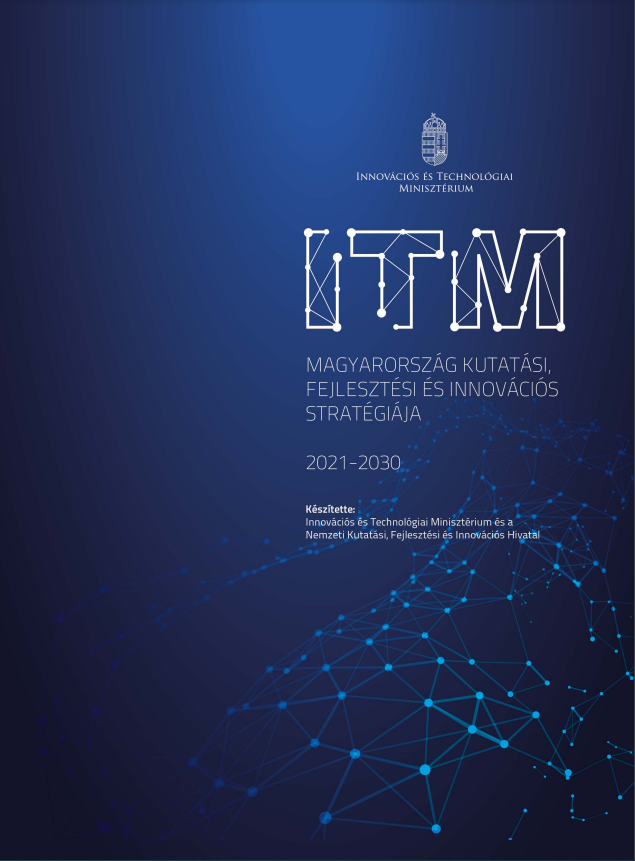 Innovációs és Technológiai
Minisztérium
ITM
MAGYARORSZÁG KUTATÁSI,
FEJLESZTÉSI ÉS INNOVÁCIÓS
STRATÉGIÁJA
2021-2030
Készítette:
Innovációs és Technológiai Minisztérium és a
Nemzeti Kutatási, Fejlesztési és Innovációs Hivatal